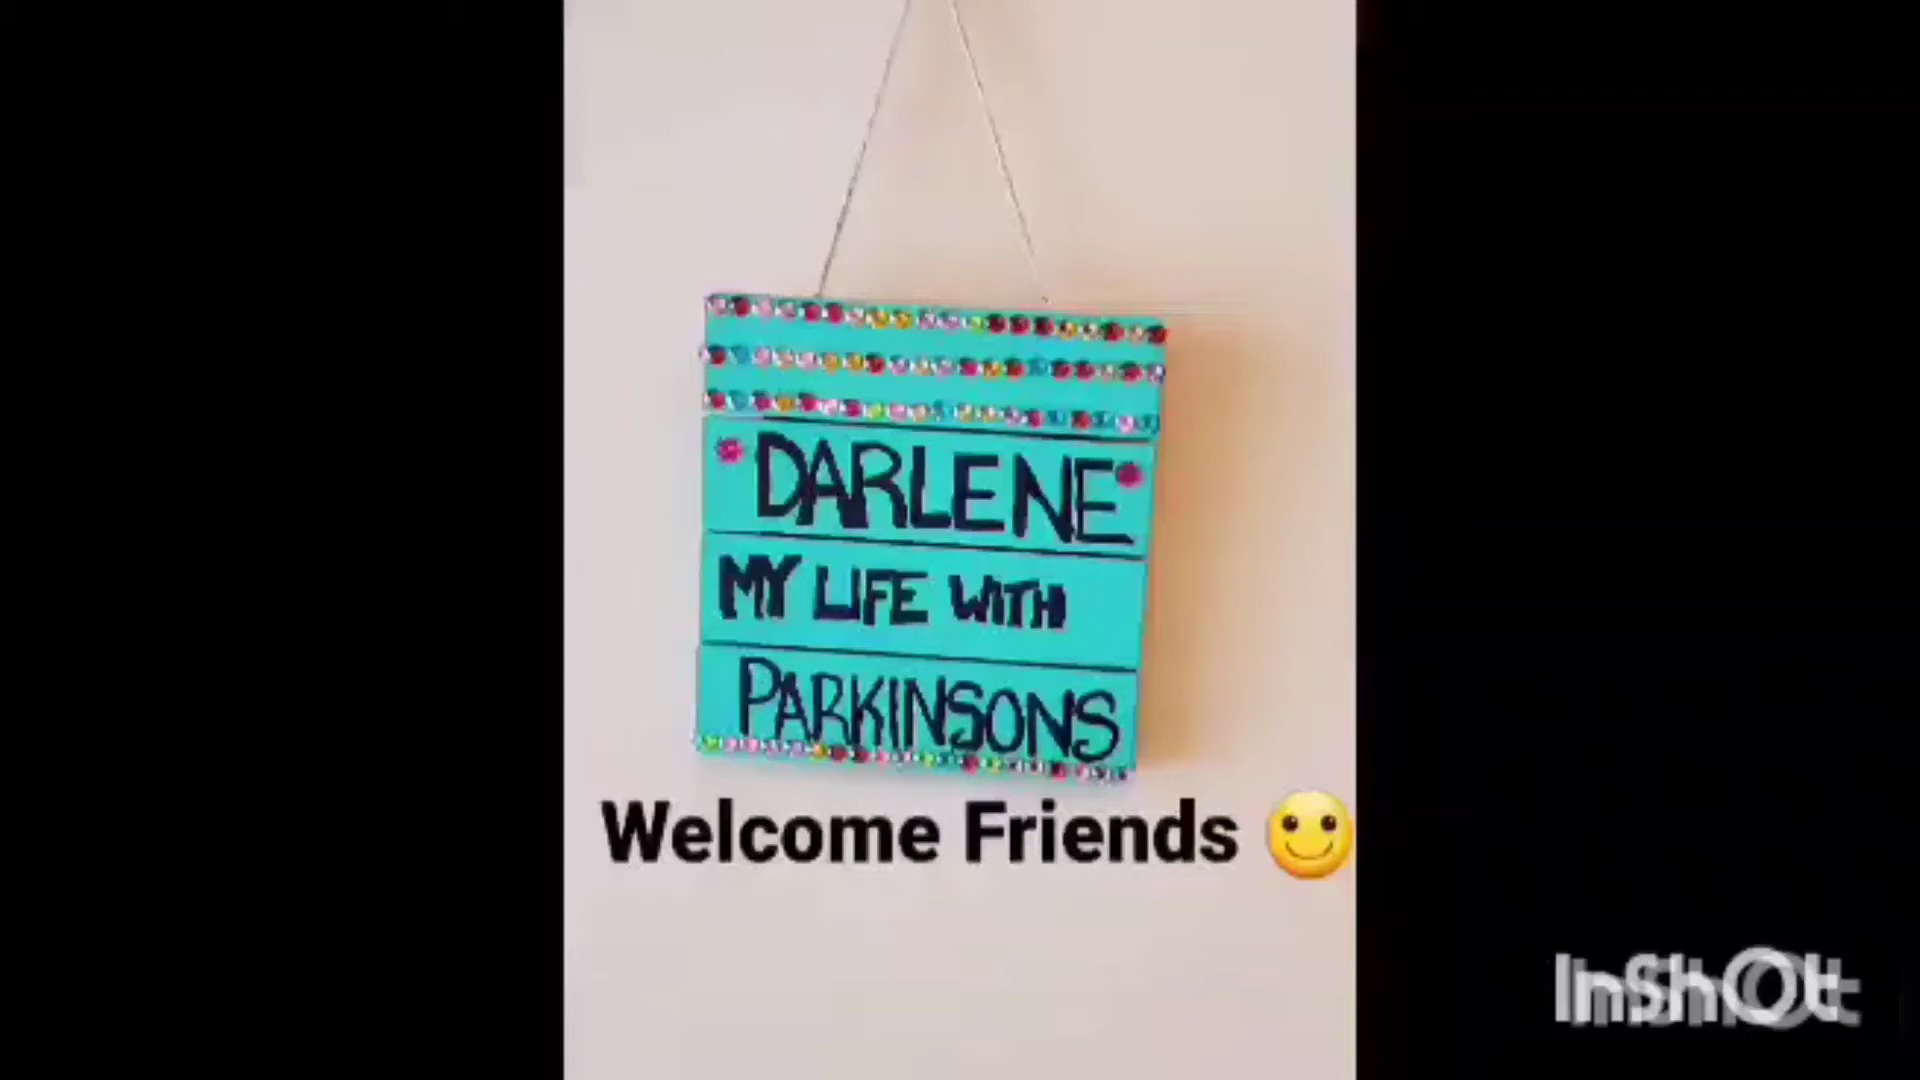 DARLENE
MY LIFE WITH
PARKINSONS
Welcome Friends 🙂
InShOt